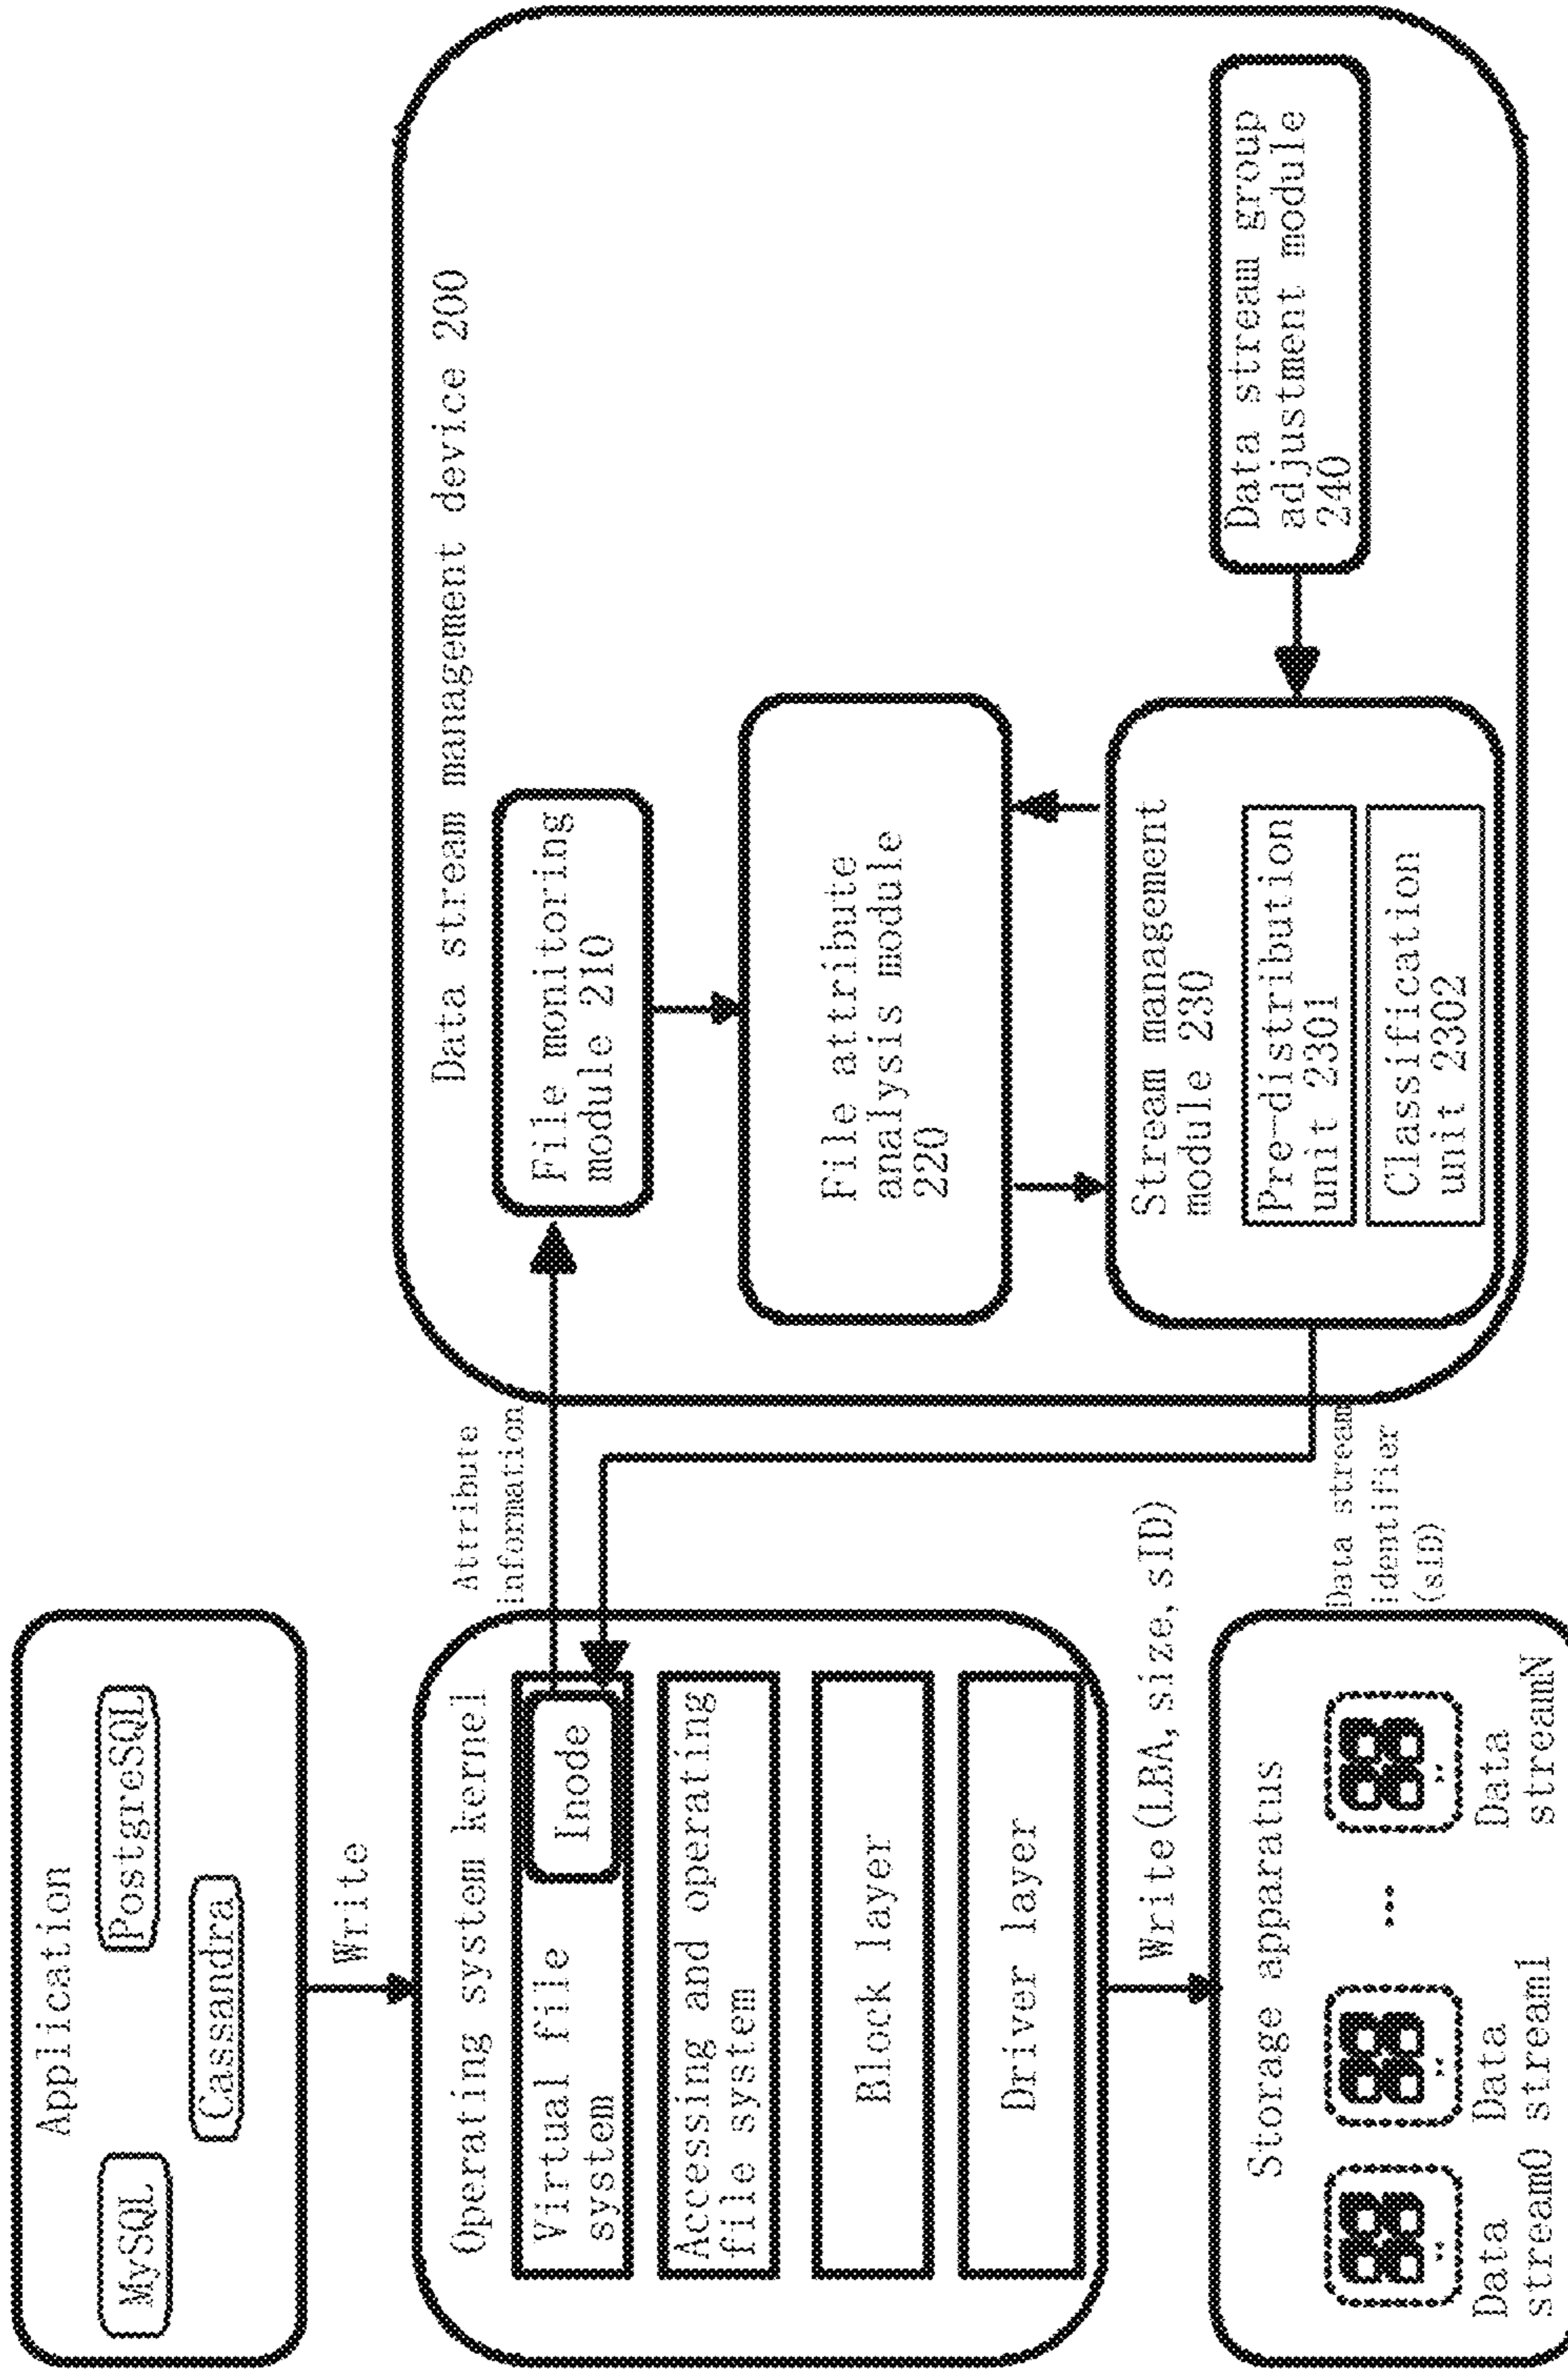 Application
MySQL
PostgreSQL
Cassandra
Write
Operating system kernel
Virtual file
system
Inode
Accessing and operating
file system
Block layer
Driver layer
Write(LBA, size, sID)
Storage apparatus
...
Data
stream0
Data
stream1
Data
streamN
Attribute
information
Data stream
identifier
(sID)
Data stream management device 200
File monitoring
module 210
File attribute
analysis module
220
Stream management
module 230
Pre-distribution
unit 2301
Classification
unit 2302
Data stream group
adjustment module
240